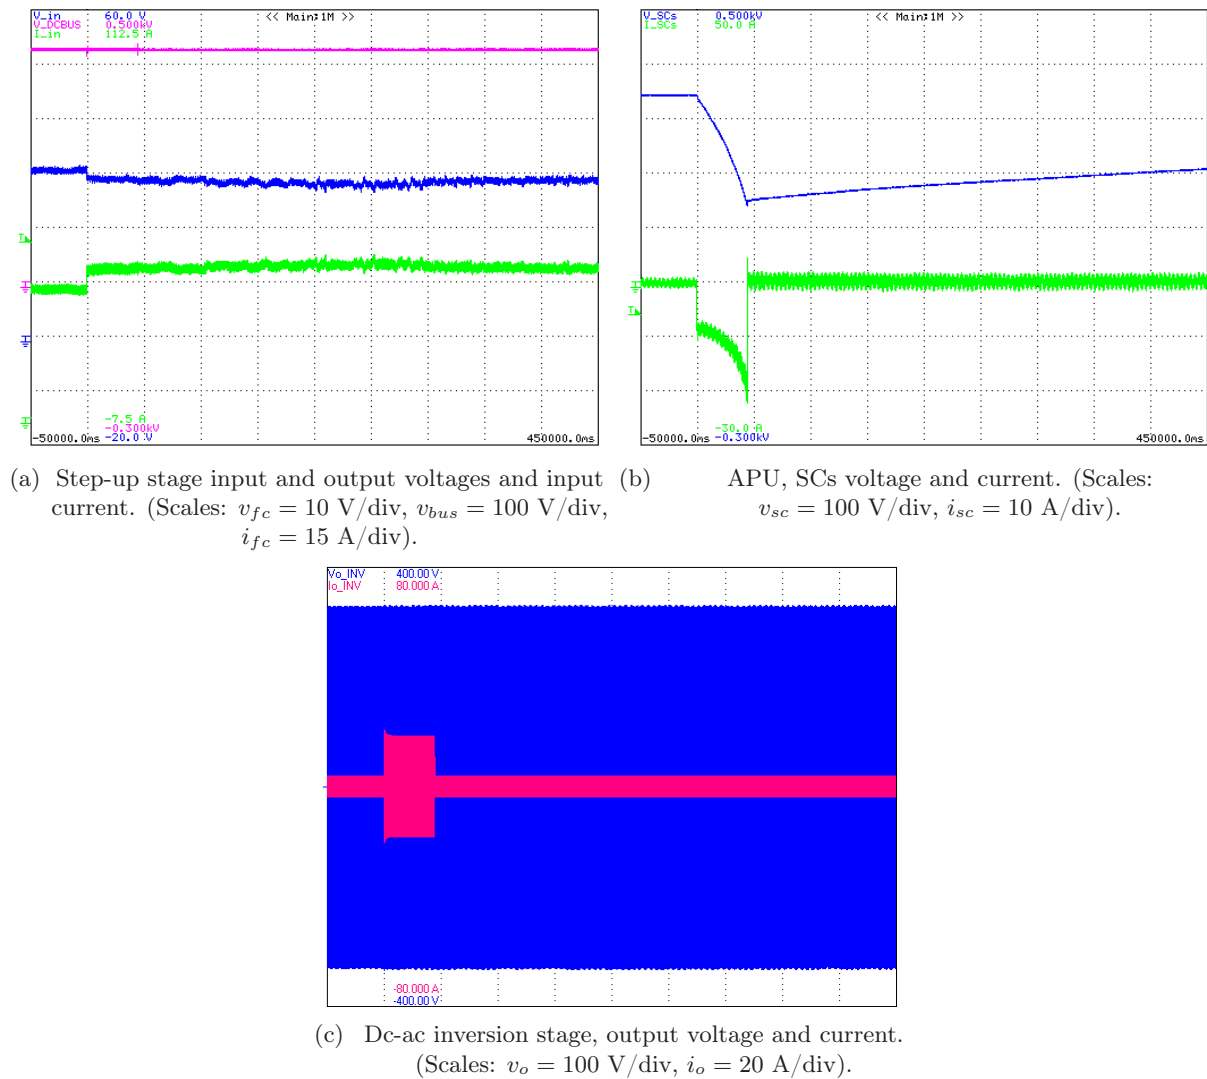 V_in 60.0 V << Main:1M >>
V_DCBUS 0.500kV
I_in 112.5 A
-7.5 A
-0.300kV
-50000.0ms -20.0 V 450000.0ms
V_SCs 0.500kV << Main:1M >>
I_SCs 50.0 A
-30.0 A
-50000.0ms -0.300kV 450000.0ms
(a) Step-up stage input and output voltages and input
current. (Scales: v_fc = 10 V/div, v_bus = 100 V/div,
i_fc = 15 A/div).
(b) APU, SCs voltage and current. (Scales:
v_sc = 100 V/div, i_sc = 10 A/div).
Vo_INV 400.00 V
Io_INV 80.000 A
-80.000 A
-400.00 V
(c) Dc-ac inversion stage, output voltage and current.
(Scales: v_o = 100 V/div, i_o = 20 A/div).